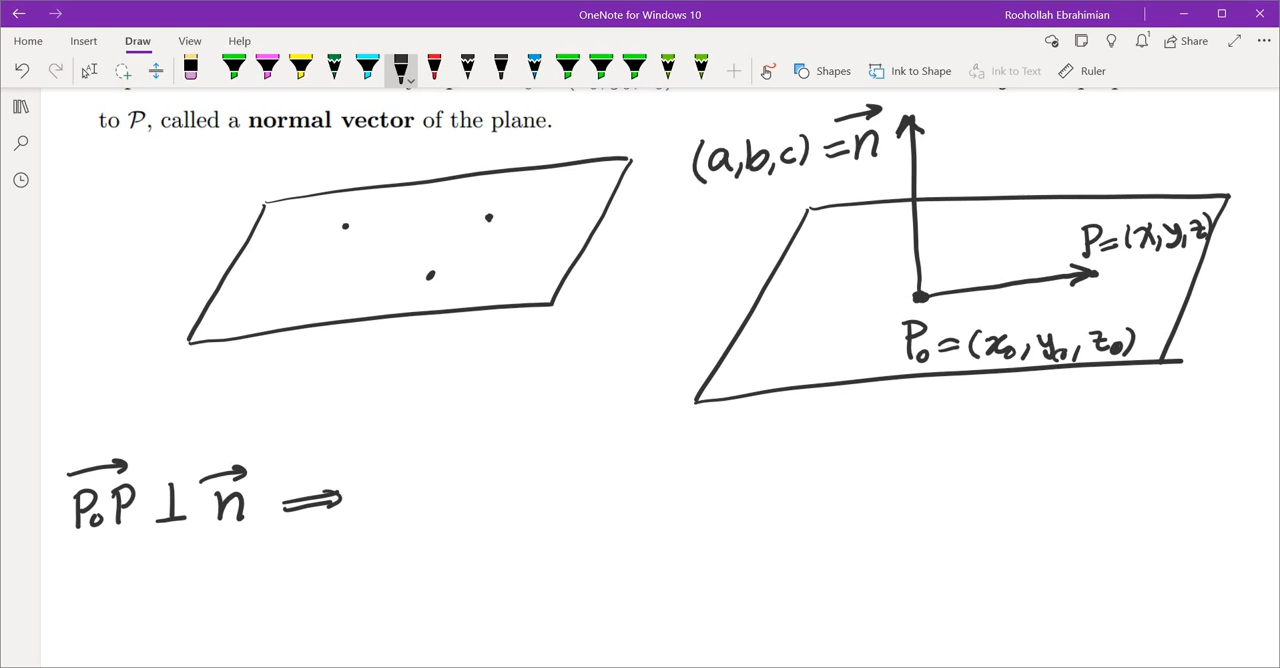 OneNote for Windows 10
Roohollah Ebrahimian
Home Insert Draw View Help
Share
Shapes Ink to Shape Ink to Text Ruler
to P, called a normal vector of the plane.
(a,b,c) = n⃗
P=(x,y,z)
P₀=(x₀,y₀,z₀)
P₀P⃗ ⊥ n⃗ ⟹